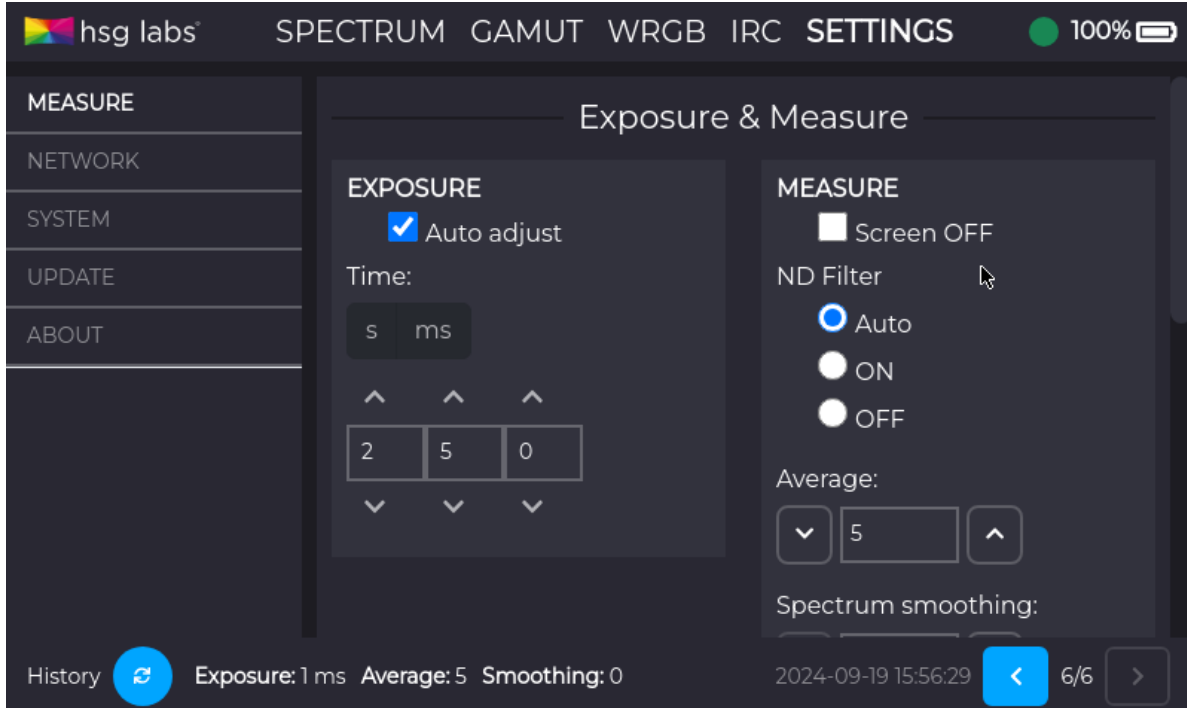 hsg labs°
SPECTRUM GAMUT WRGB IRC SETTINGS
100%
MEASURE
NETWORK
SYSTEM
UPDATE
ABOUT
Exposure & Measure
EXPOSURE
Auto adjust
Time:
s ms
2 5 0
MEASURE
Screen OFF
ND Filter
Auto
ON
OFF
Average:
5
Spectrum smoothing:
History Exposure: 1 ms Average: 5 Smoothing: 0 2024-09-19 15:56:29 6/6